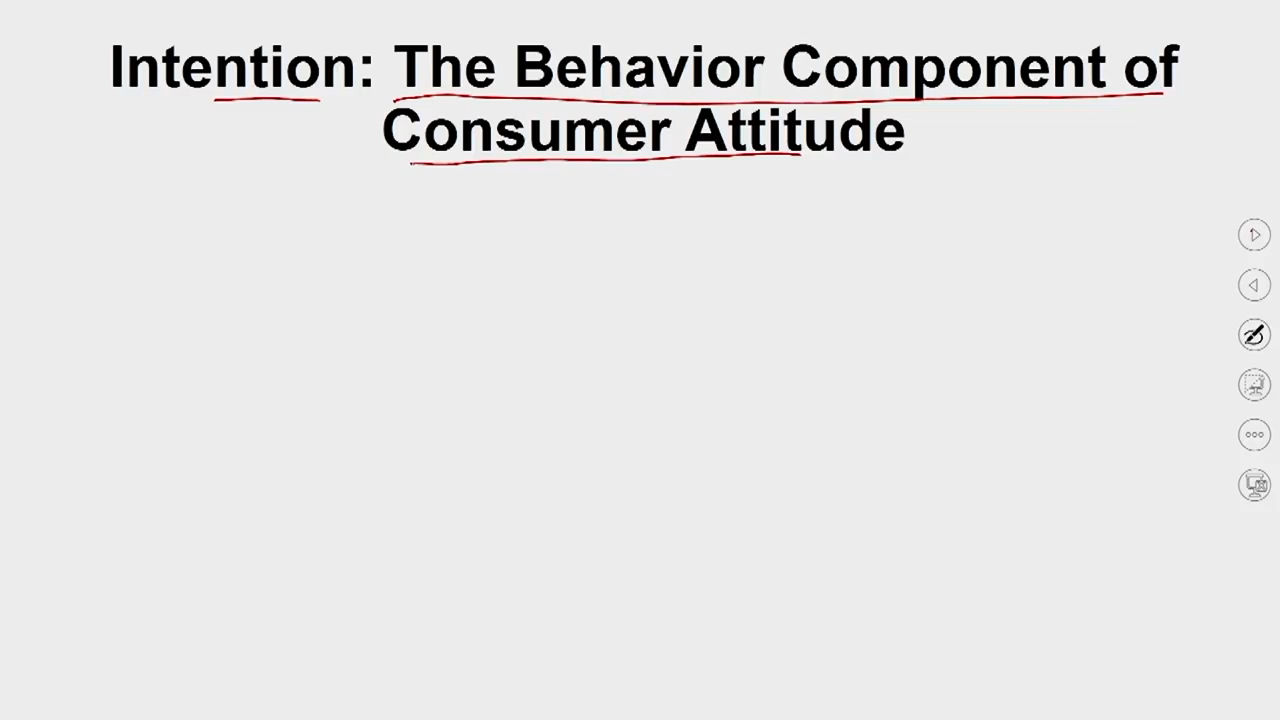 Intention: The Behavior Component of
Consumer Attitude